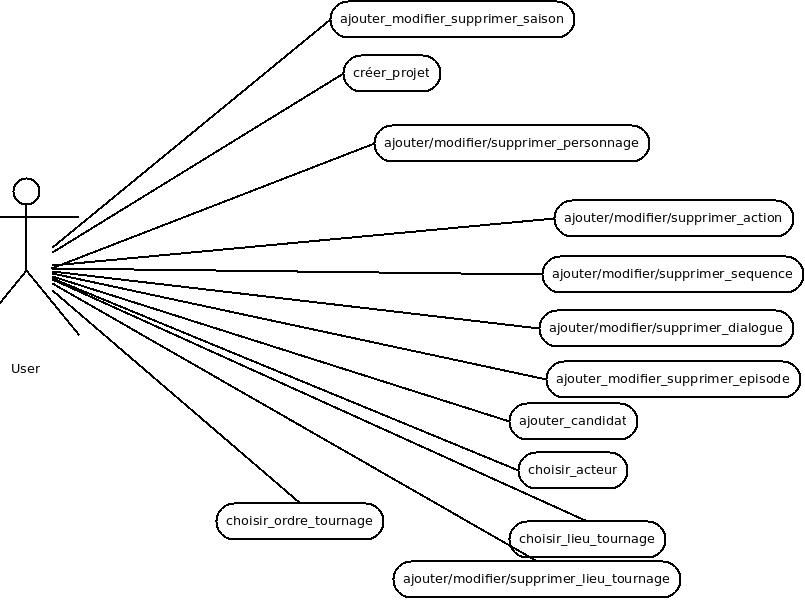 ajouter_modifier_supprimer_saison
créer_projet
ajouter/modifier/supprimer_personnage
ajouter/modifier/supprimer_action
ajouter/modifier/supprimer_sequence
ajouter/modifier/supprimer_dialogue
User
ajouter_modifier_supprimer_episode
ajouter_candidat
choisir_acteur
choisir_ordre_tournage
choisir_lieu_tournage
ajouter/modifier/supprimer_lieu_tournage